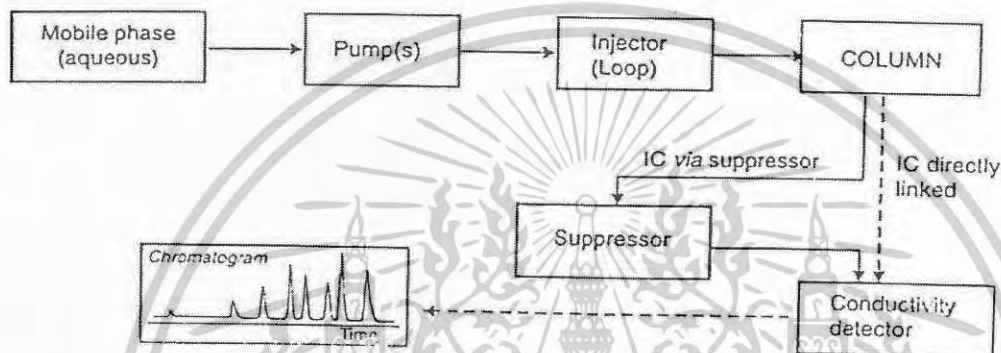 Mobile phase
(aqueous)
Pump(s)
Injector
(Loop)
COLUMN
IC via suppressor
IC directly
linked
Suppressor
Chromatogram
Time
Conductivity
detector